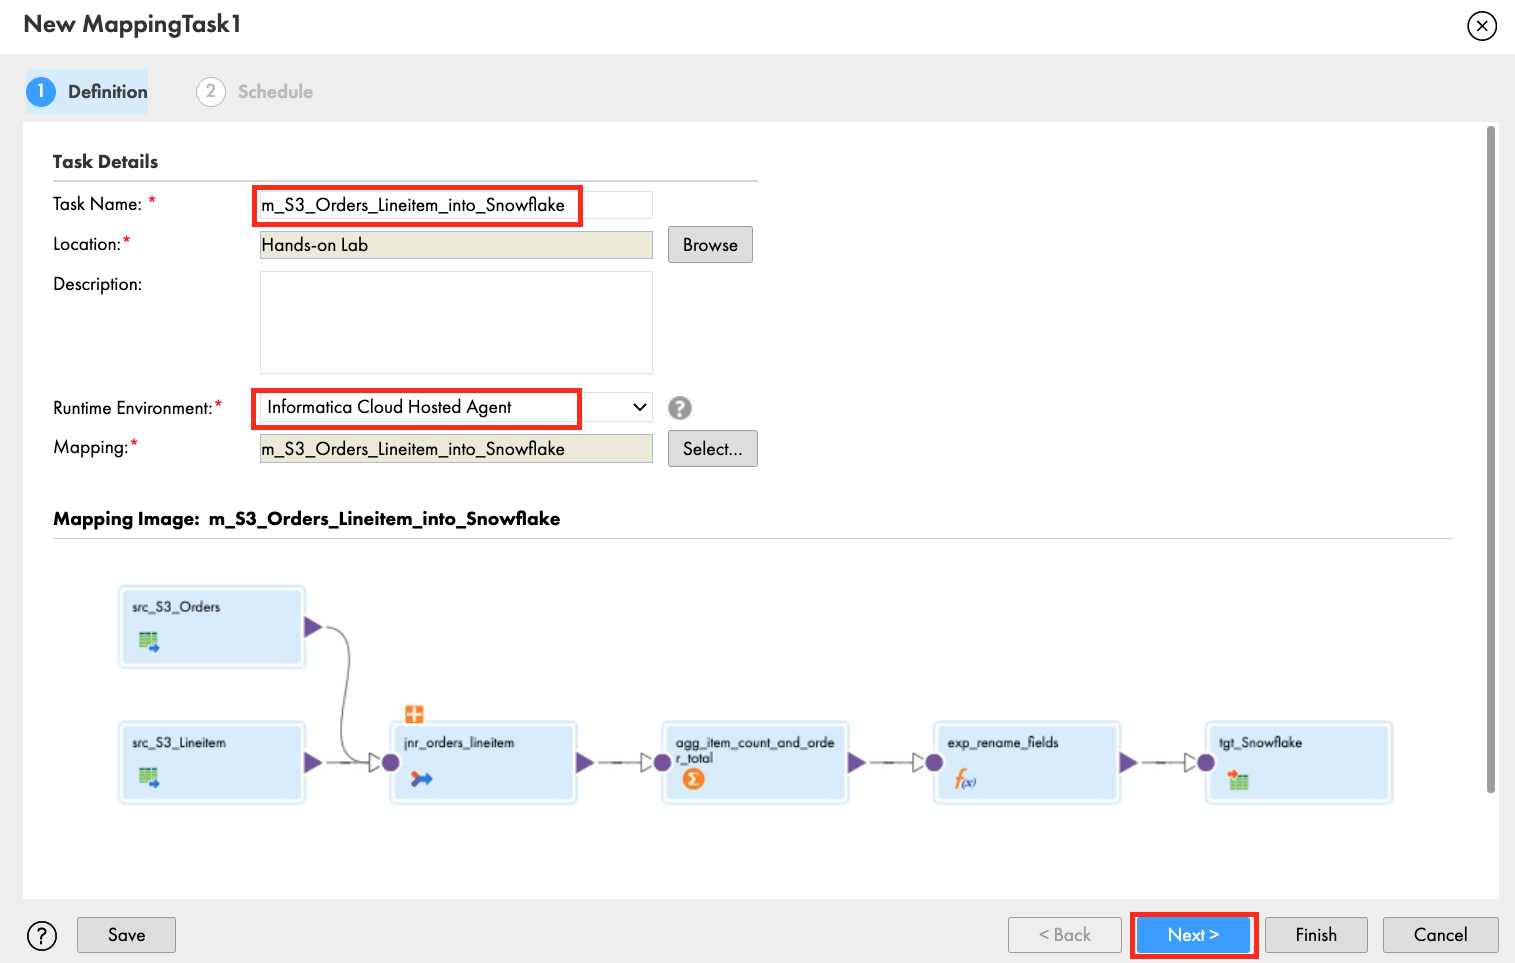 New MappingTask1
1 Definition
2 Schedule
Task Details
Task Name: * m_S3_Orders_Lineitem_into_Snowflake
Location:* Hands-on Lab Browse
Description:
Runtime Environment:* Informatica Cloud Hosted Agent ?
Mapping:* m_S3_Orders_Lineitem_into_Snowflake Select...
Mapping Image: m_S3_Orders_Lineitem_into_Snowflake
src_S3_Orders
src_S3_Lineitem
jnr_orders_lineitem
agg_item_count_and_orde
r_total
Σ
exp_rename_fields
f(x)
tgt_Snowflake
? Save < Back Next > Finish Cancel